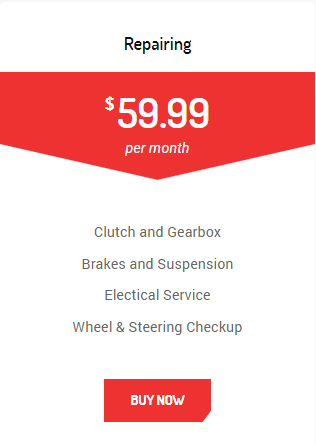 Repairing
$59.99
per month
Clutch and Gearbox
Brakes and Suspension
Electical Service
Wheel & Steering Checkup
BUY NOW